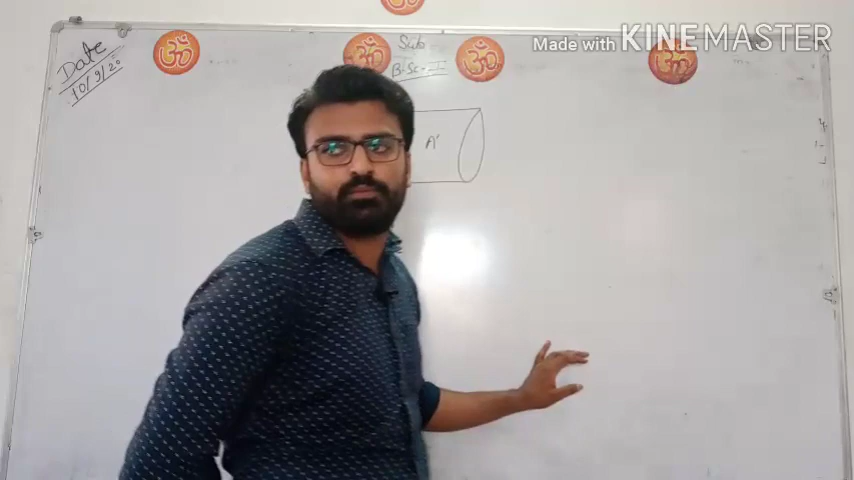 Made with KINEMASTER
Date
10/9/20
Sub
B.Sc-II
A'
ॐ
ॐ
ॐ
ॐ